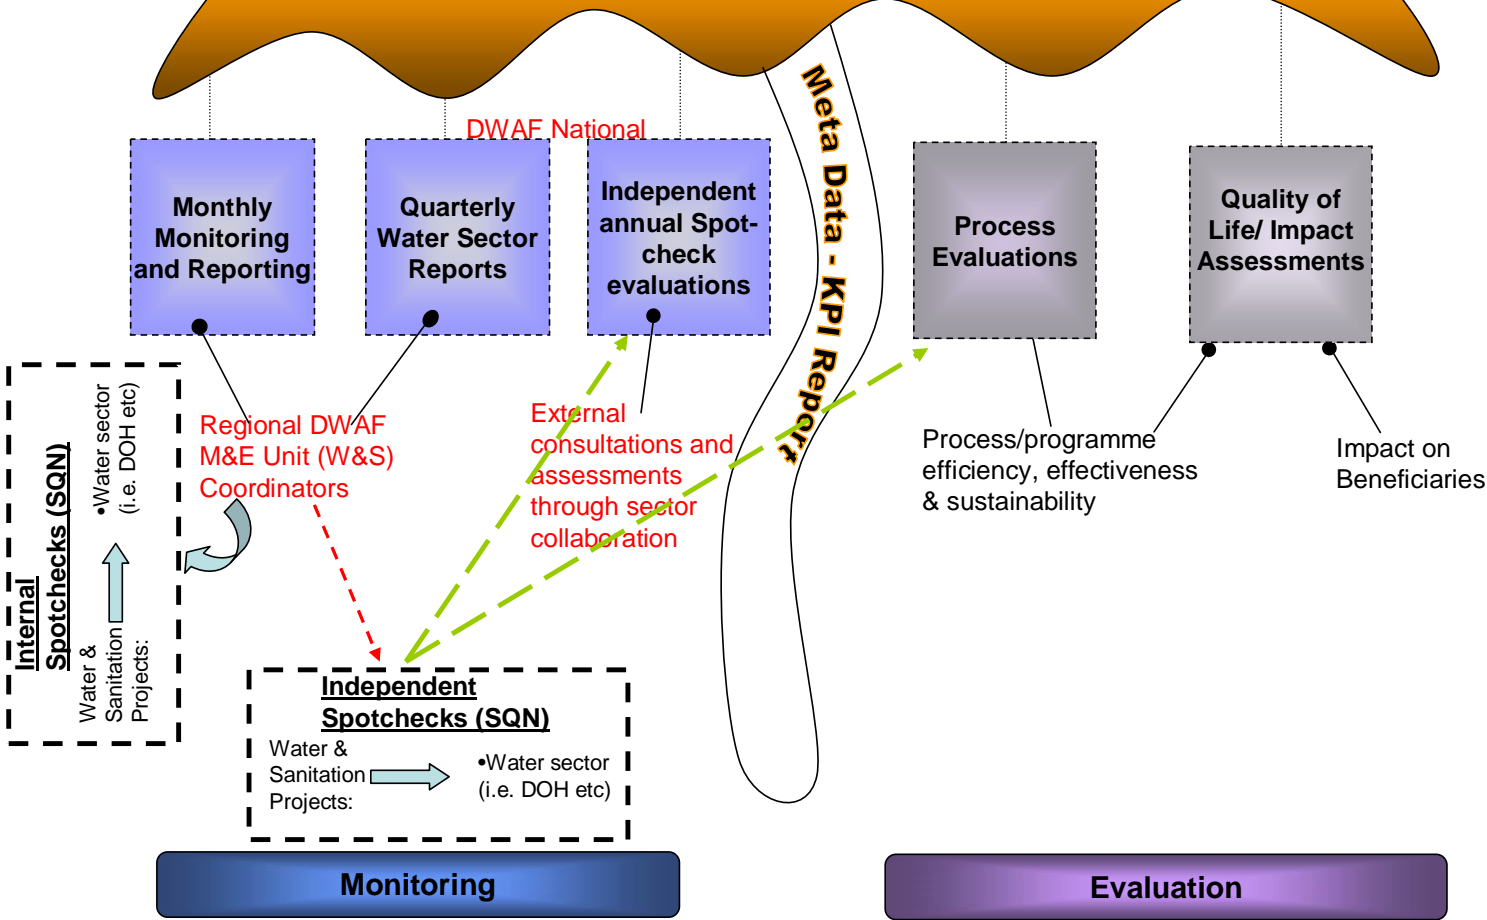 DWAF National
Monthly
Monitoring
and Reporting
Quarterly
Water Sector
Reports
Independent
annual Spot-
check
evaluations
Meta Data - KPI Report
Process
Evaluations
Quality of
Life/ Impact
Assessments
Regional DWAF
M&E Unit (W&S)
Coordinators
External
consultations and
assessments
through sector
collaboration
Process/programme
efficiency, effectiveness
& sustainability
Impact on
Beneficiaries
Internal
Spotchecks (SQN)
Water &
Sanitation
Projects:
•Water sector
(i.e. DOH etc)
Independent
Spotchecks (SQN)
Water &
Sanitation
Projects:
•Water sector
(i.e. DOH etc)
Monitoring
Evaluation